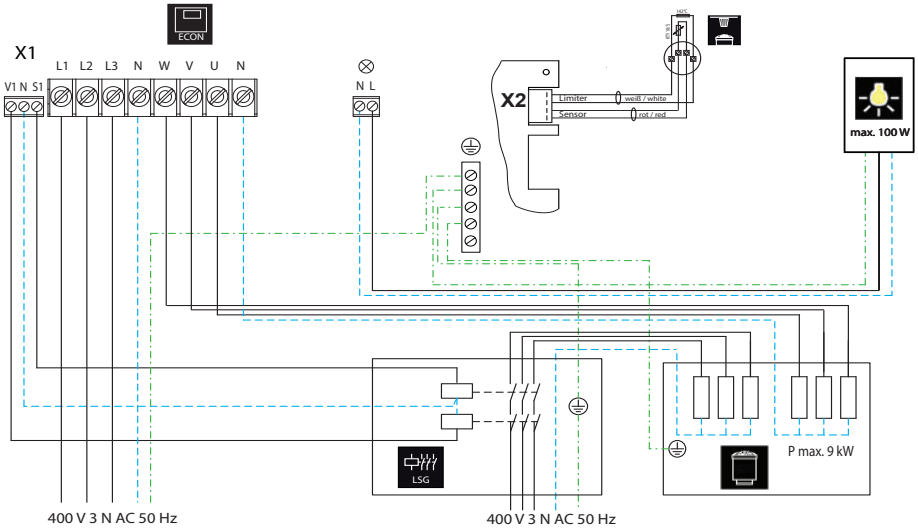 ECON
X1
L1 L2 L3 N W V U N
V1 N S1
N L
142°C
X2
Limiter weiß / white
Sensor rot / red
max. 100 W
LSG
P max. 9 kW
400 V 3 N AC 50 Hz
400 V 3 N AC 50 Hz